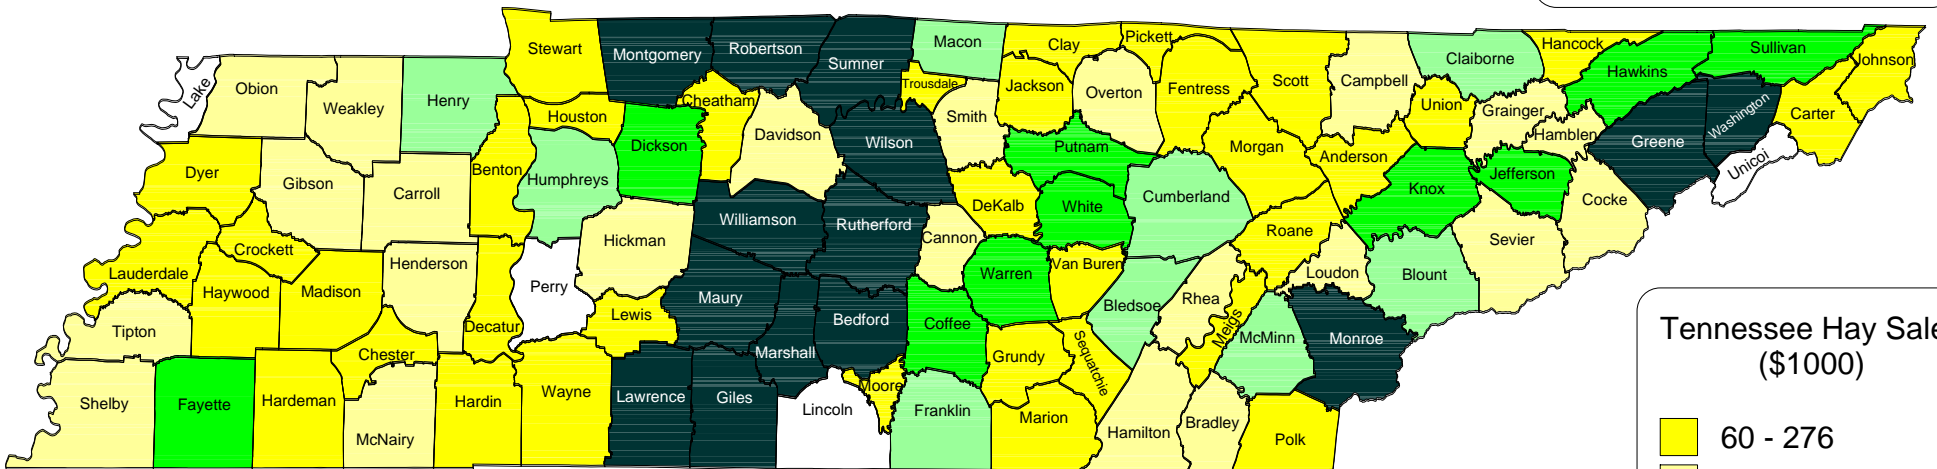 Stewart
Montgomery
Robertson
Sumner
Macon
Clay
Pickett
Scott
Campbell
Claiborne
Hancock
Hawkins
Sullivan
Johnson
Lake
Obion
Weakley
Henry
Houston
Cheatham
Trousdale
Jackson
Overton
Fentress
Union
Grainger
Hamblen
Greene
Washington
Carter
Unicoi
Dyer
Gibson
Carroll
Benton
Humphreys
Dickson
Davidson
Wilson
Smith
Putnam
Morgan
Anderson
Knox
Jefferson
Cocke
Lauderdale
Crockett
Henderson
Hickman
Williamson
Rutherford
Cannon
DeKalb
White
Cumberland
Roane
Loudon
Blount
Sevier
Haywood
Madison
Perry
Maury
Warren
Van Buren
Bledsoe
Rhea
Meigs
McMinn
Monroe
Tipton
Chester
Decatur
Lewis
Marshall
Bedford
Coffee
Grundy
Sequatchie
Shelby
Fayette
Hardeman
McNairy
Hardin
Wayne
Lawrence
Giles
Lincoln
Moore
Franklin
Marion
Hamilton
Bradley
Polk
Tennessee Hay Sale
($1000)
60 - 276